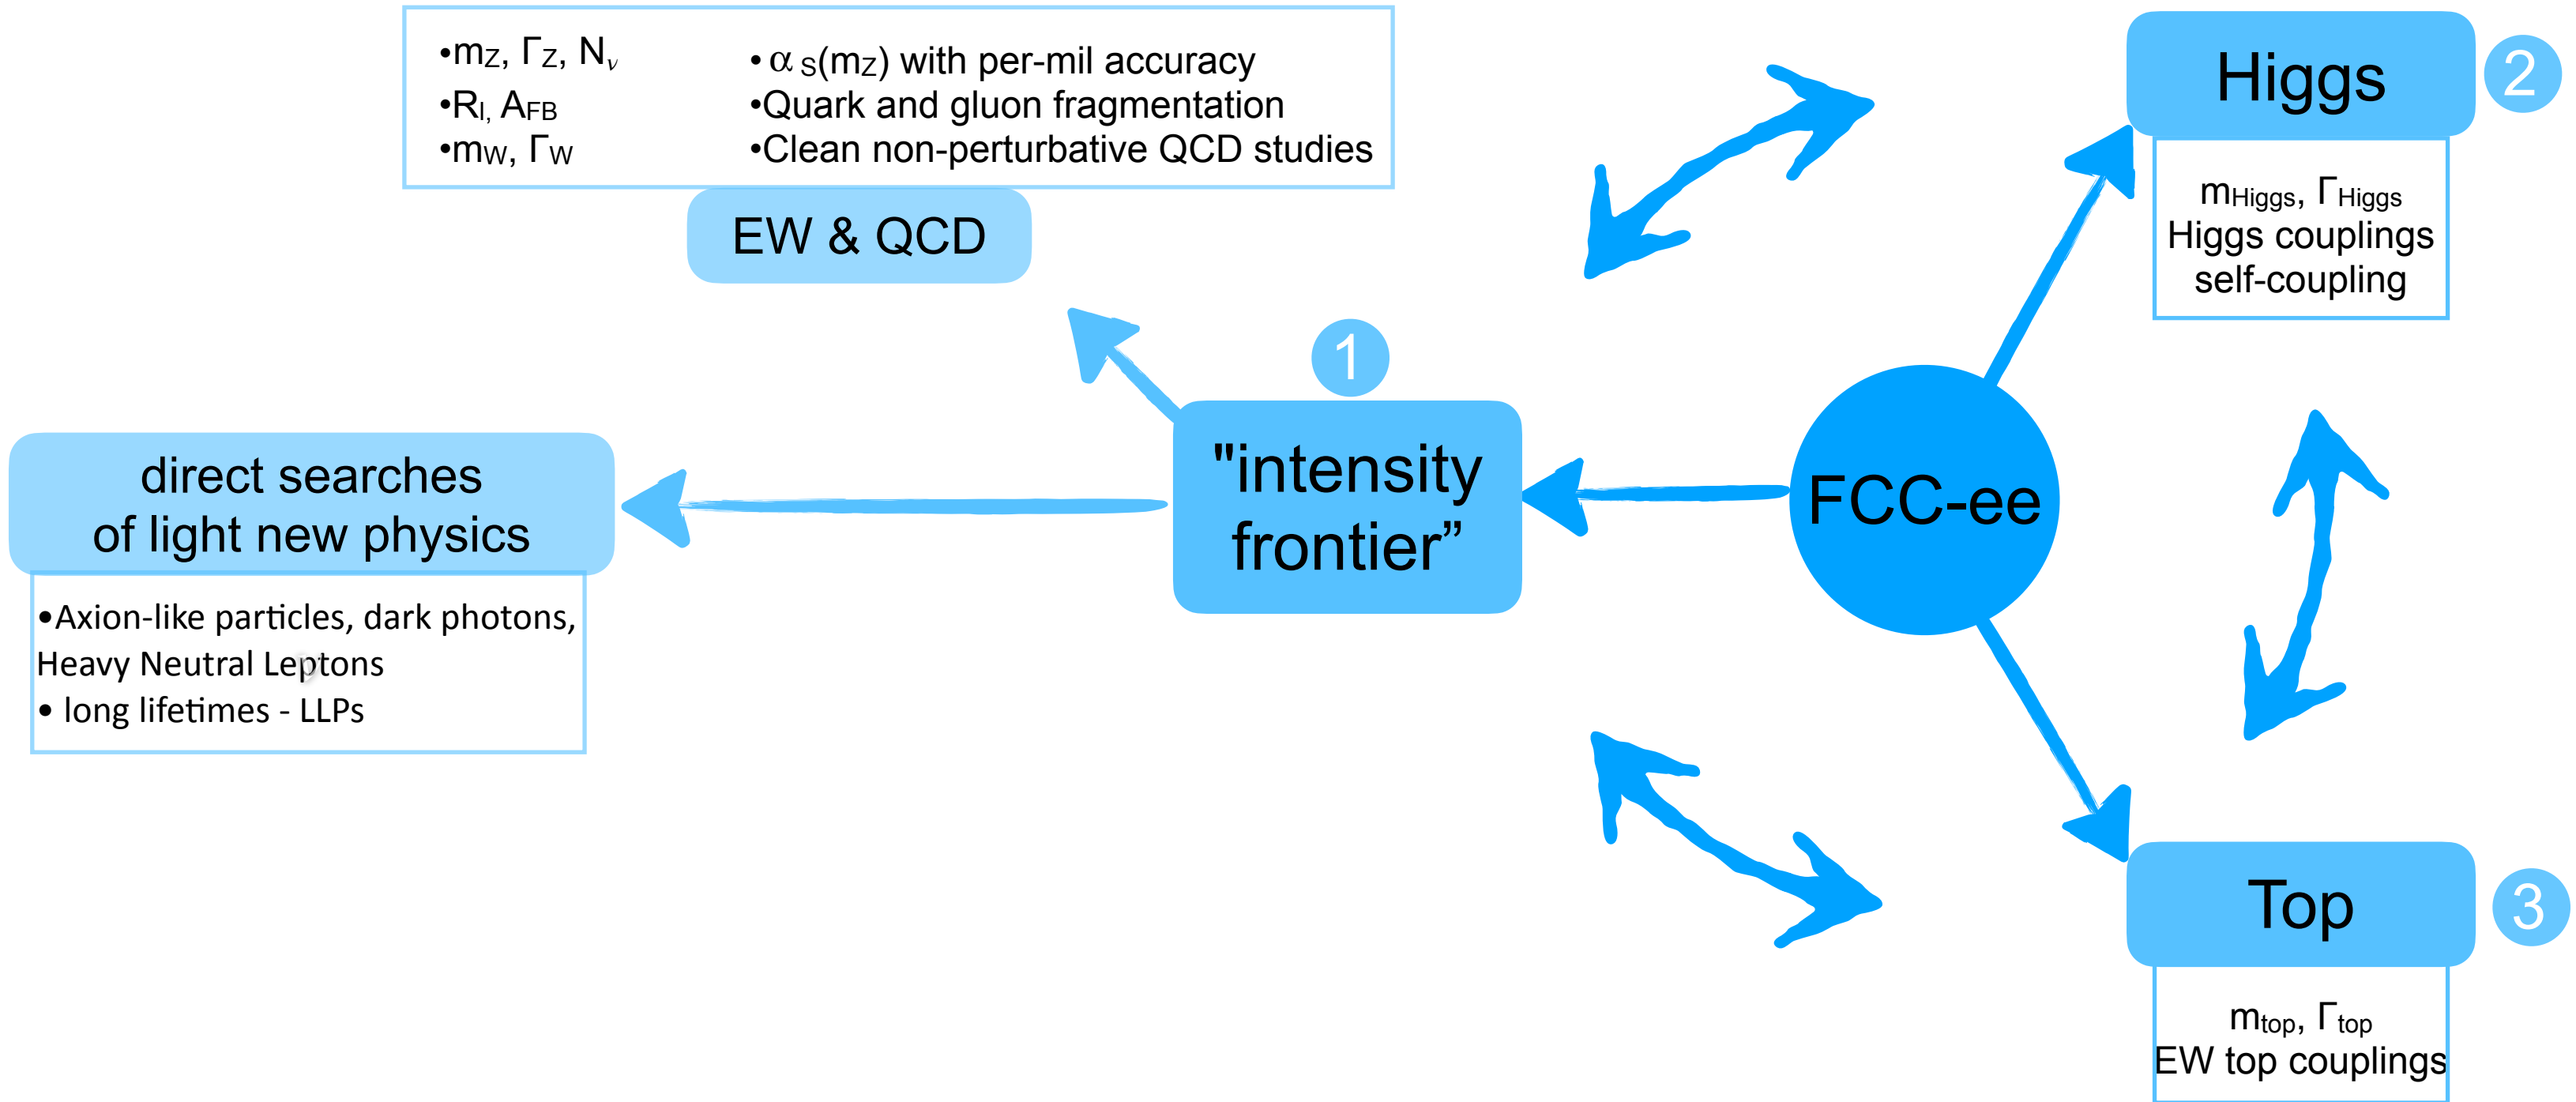 •mZ, ΓZ, Nν
•Rl, AFB
•mW, ΓW
• α S(mZ) with per-mil accuracy
•Quark and gluon fragmentation
•Clean non-perturbative QCD studies
EW & QCD
Higgs
2
mHiggs, ΓHiggs
Higgs couplings
self-coupling
1
"intensity
frontier”
FCC-ee
direct searches
of light new physics
•Axion-like particles, dark photons,
Heavy Neutral Leptons
• long lifetimes - LLPs
Top
3
mtop, Γtop
EW top couplings